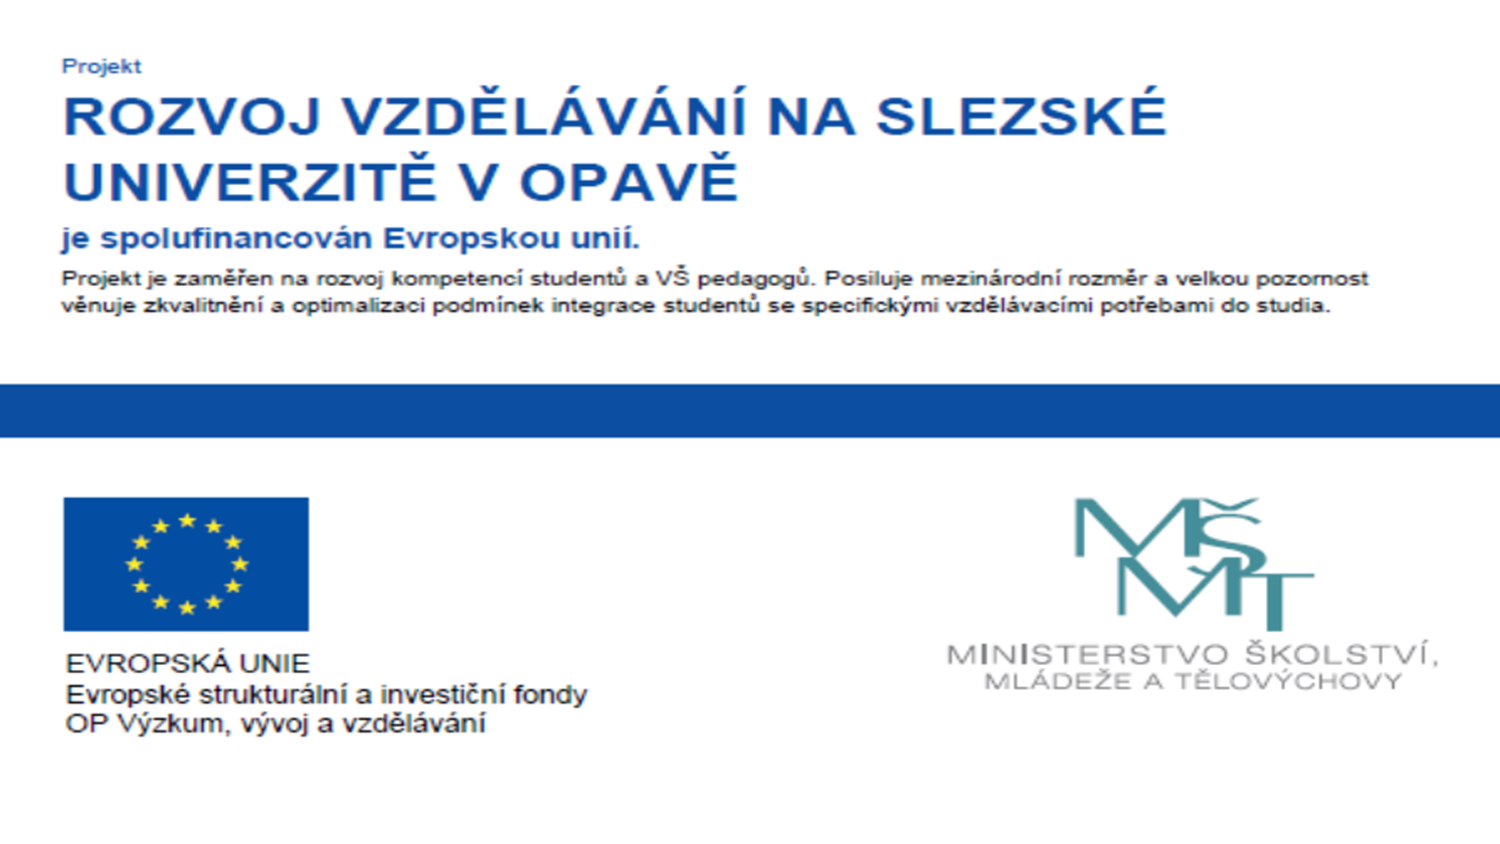 Projekt
ROZVOJ VZDĚLÁVÁNÍ NA SLEZSKÉ
UNIVERZITĚ V OPAVĚ
je spolufinancován Evropskou unií.
Projekt je zaměřen na rozvoj kompetencí studentů a VŠ pedagogů. Posiluje mezinárodní rozměr a velkou pozornost
věnuje zkvalitnění a optimalizaci podmínek integrace studentů se specifickými vzdělávacími potřebami do studia.
EVROPSKÁ UNIE
Evropské strukturální a investiční fondy
OP Výzkum, vývoj a vzdělávání
MŠ
MT
MINISTERSTVO ŠKOLSTVÍ,
MLÁDEŽE A TĚLOVÝCHOVY